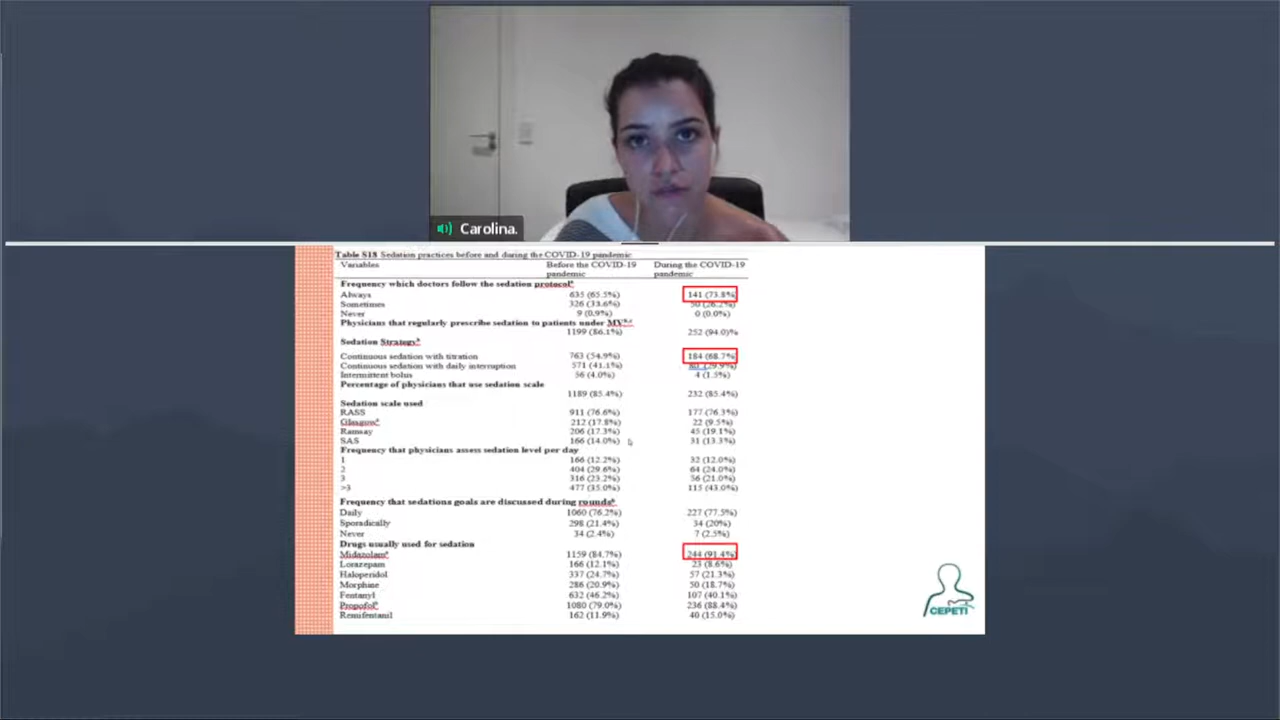 Carolina.
Table S18 Sedation practices before and during the COVID-19 pandemic
Variables Before the COVID-19 pandemic During the COVID-19 pandemic
Frequency which doctors follow the sedation protocolª
Always 635 (65.5%) 141 (73.8%)
Sometimes 326 (33.6%) 50 (26.2%)
Never 9 (0.9%) 0 (0.0%)
Physicians that regularly prescribe sedation to patients under MV
1199 (86.1%) 252 (94.0)%
Sedation Strategyᵇ
Continuous sedation with titration 763 (54.9%) 184 (68.7%)
Continuous sedation with daily interruption 571 (41.1%) 80 (29.9%)
Intermittent bolus 56 (4.0%) 4 (1.5%)
Percentage of physicians that use sedation scale
1189 (85.4%) 232 (85.4%)
Sedation scale used
RASS 911 (76.6%) 177 (76.3%)
Glasgowª 212 (17.8%) 22 (9.5%)
Ramsay 206 (17.3%) 45 (19.1%)
SAS 166 (14.0%) 31 (13.3%)
Frequency that physicians assess sedation level per day
1 166 (12.2%) 32 (12.0%)
2 404 (29.6%) 64 (24.0%)
3 316 (23.2%) 56 (21.0%)
>3 477 (35.0%) 115 (43.0%)
Frequency that sedations goals are discussed during roundsᵇ
Daily 1060 (76.2%) 227 (77.5%)
Sporadically 298 (21.4%) 34 (20%)
Never 34 (2.4%) 7 (2.5%)
Drugs usually used for sedation
Midazolamª 1159 (84.7%) 244 (91.4%)
Lorazepam 166 (12.1%) 23 (8.6%)
Haloperidol 337 (24.7%) 57 (21.3%)
Morphine 286 (20.9%) 50 (18.7%)
Fentanyl 632 (46.2%) 107 (40.1%)
Propofolᵇ 1080 (79.0%) 236 (88.4%)
Remifentanil 162 (11.9%) 40 (15.0%)
CEPETI